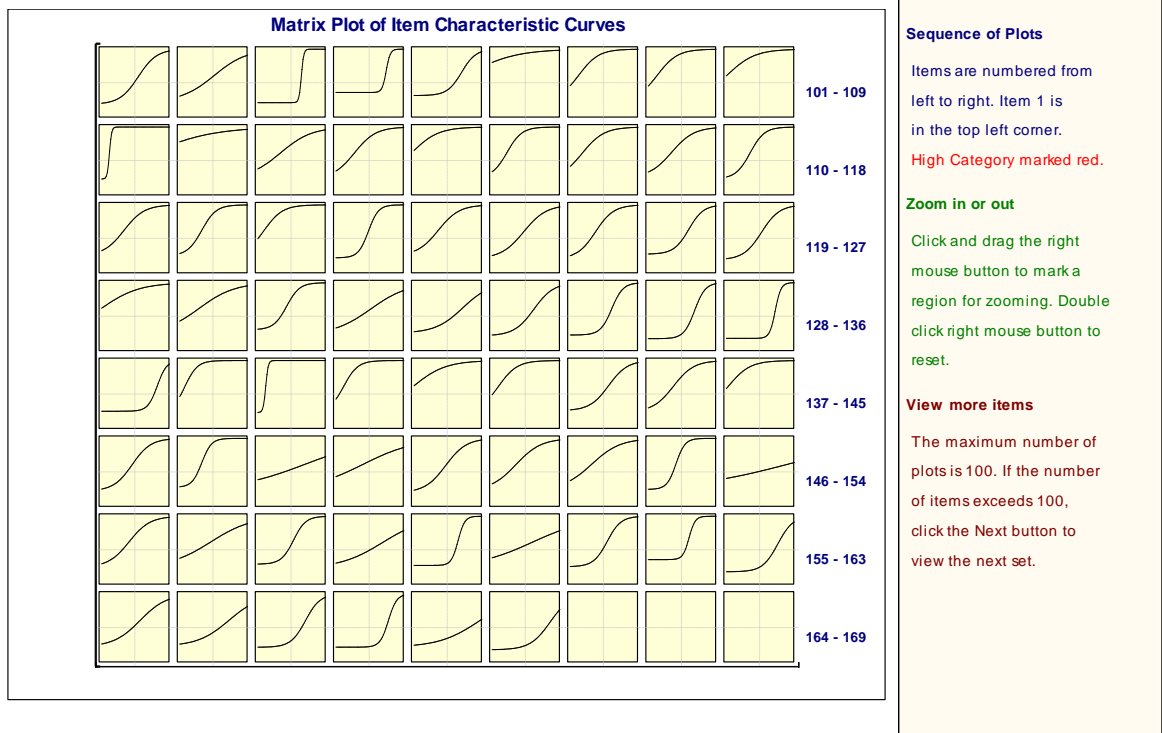 Matrix Plot of Item Characteristic Curves
101 - 109
110 - 118
119 - 127
128 - 136
137 - 145
146 - 154
155 - 163
164 - 169
Sequence of Plots
Items are numbered from
left to right. Item 1 is
in the top left corner.
High Category marked red.
Zoom in or out
Click and drag the right
mouse button to mark a
region for zooming. Double
click right mouse button to
reset.
View more items
The maximum number of
plots is 100. If the number
of items exceeds 100,
click the Next button to
view the next set.